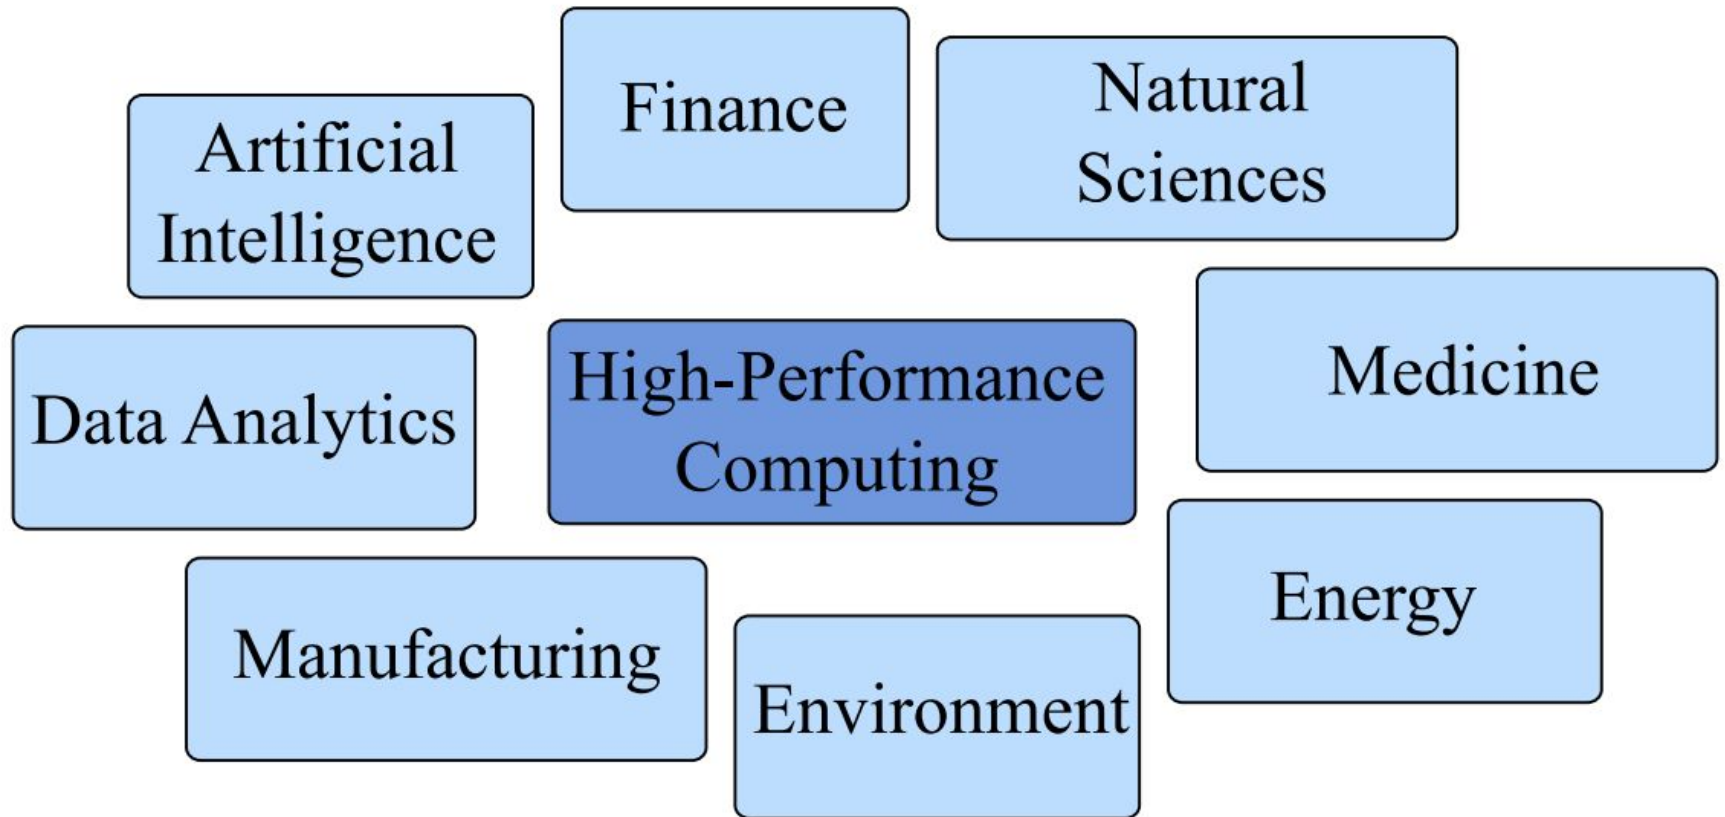 Finance
Natural
Sciences
Artificial
Intelligence
Medicine
High-Performance
Computing
Data Analytics
Energy
Manufacturing
Environment